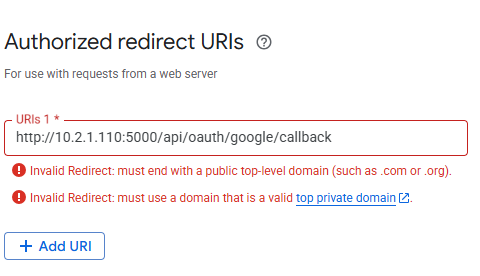 Authorized redirect URIs
For use with requests from a web server
URIs 1 *
http://10.2.1.110:5000/api/oauth/google/callback
Invalid Redirect: must end with a public top-level domain (such as .com or .org).
Invalid Redirect: must use a domain that is a valid top private domain.
+ Add URI